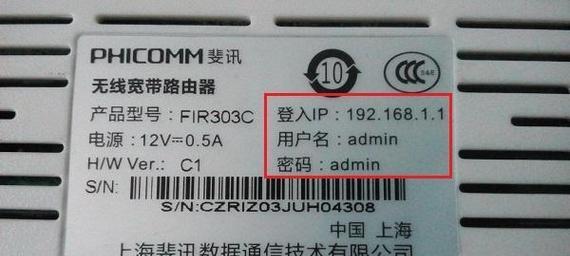 PHICOMM 斐讯
无线宽带路由器
10
S&E
产品型号：FIR303C
登入IP：192.168.1.1
电源：12V⎓0.5A
用户名：admin
H/W Ver.： C1
密码：admin
S/N:
S/N:CZRIZ03JUH04308
中国 上海
上海斐讯数据通信技术有限公司